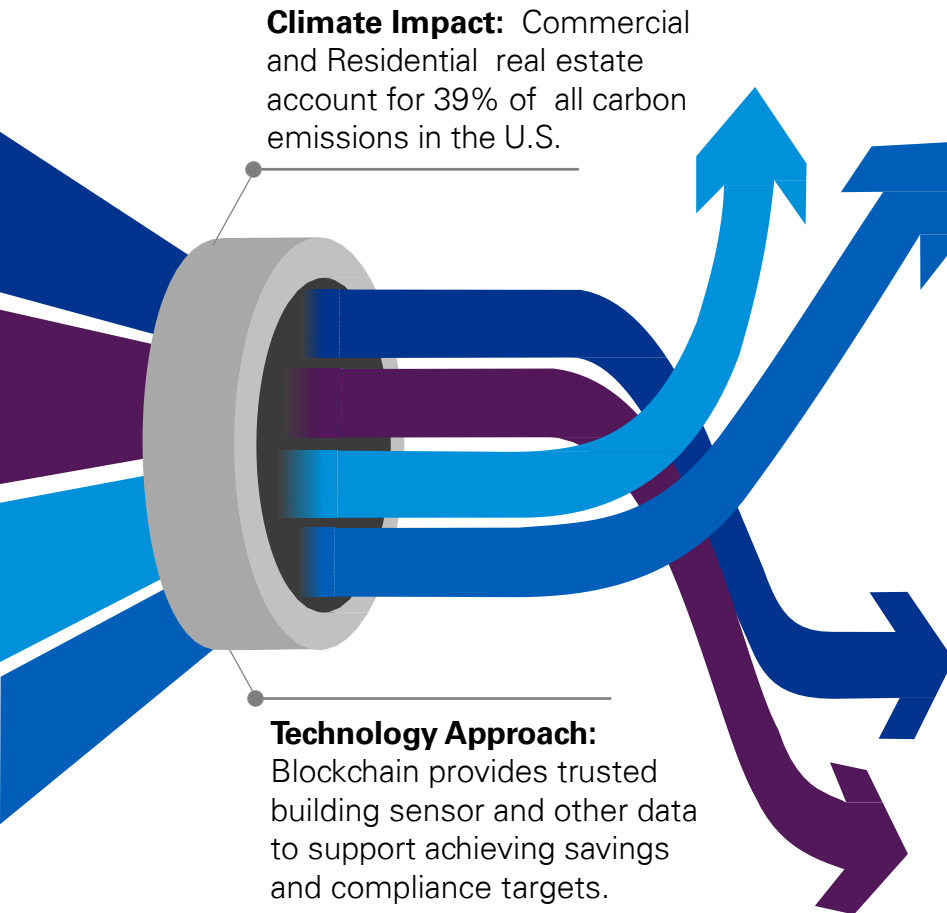 Climate Impact: Commercial
and Residential real estate
account for 39% of all carbon
emissions in the U.S.
Technology Approach:
Blockchain provides trusted
building sensor and other data
to support achieving savings
and compliance targets.